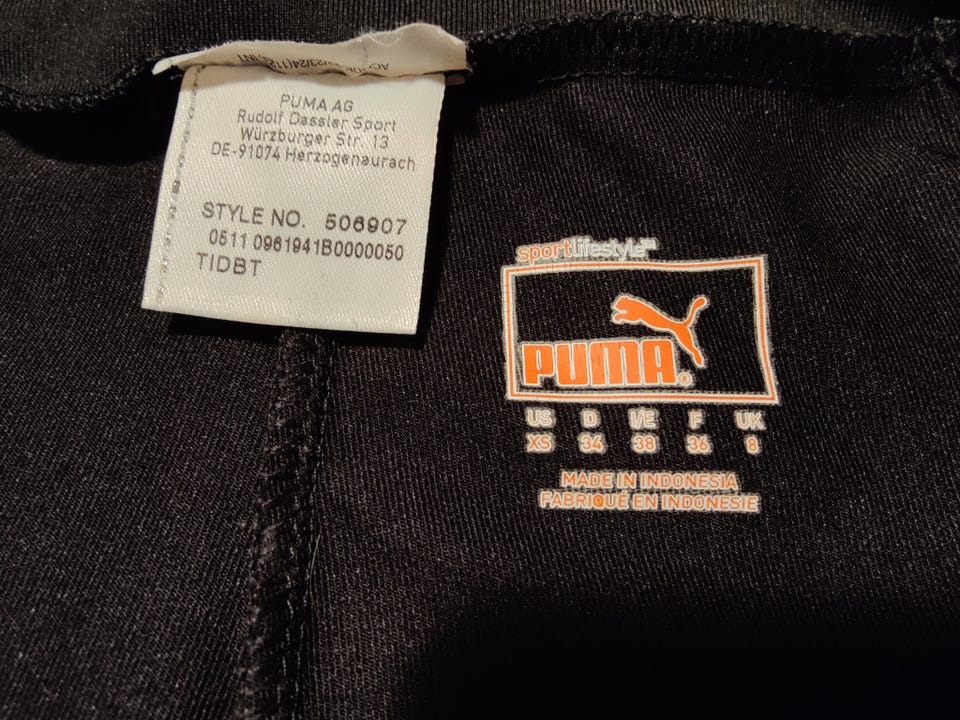 PUMA AG
Rudolf Dassler Sport
Würzburger Str. 13
DE-91074 Herzogenaurach
STYLE NO. 506907
0511 0961941B0000050
TIDBT
sportlifestyle
PUMA®
US D I/E F UK
XS 34 38 36 8
MADE IN INDONESIA
FABRIQUÉ EN INDONESIE